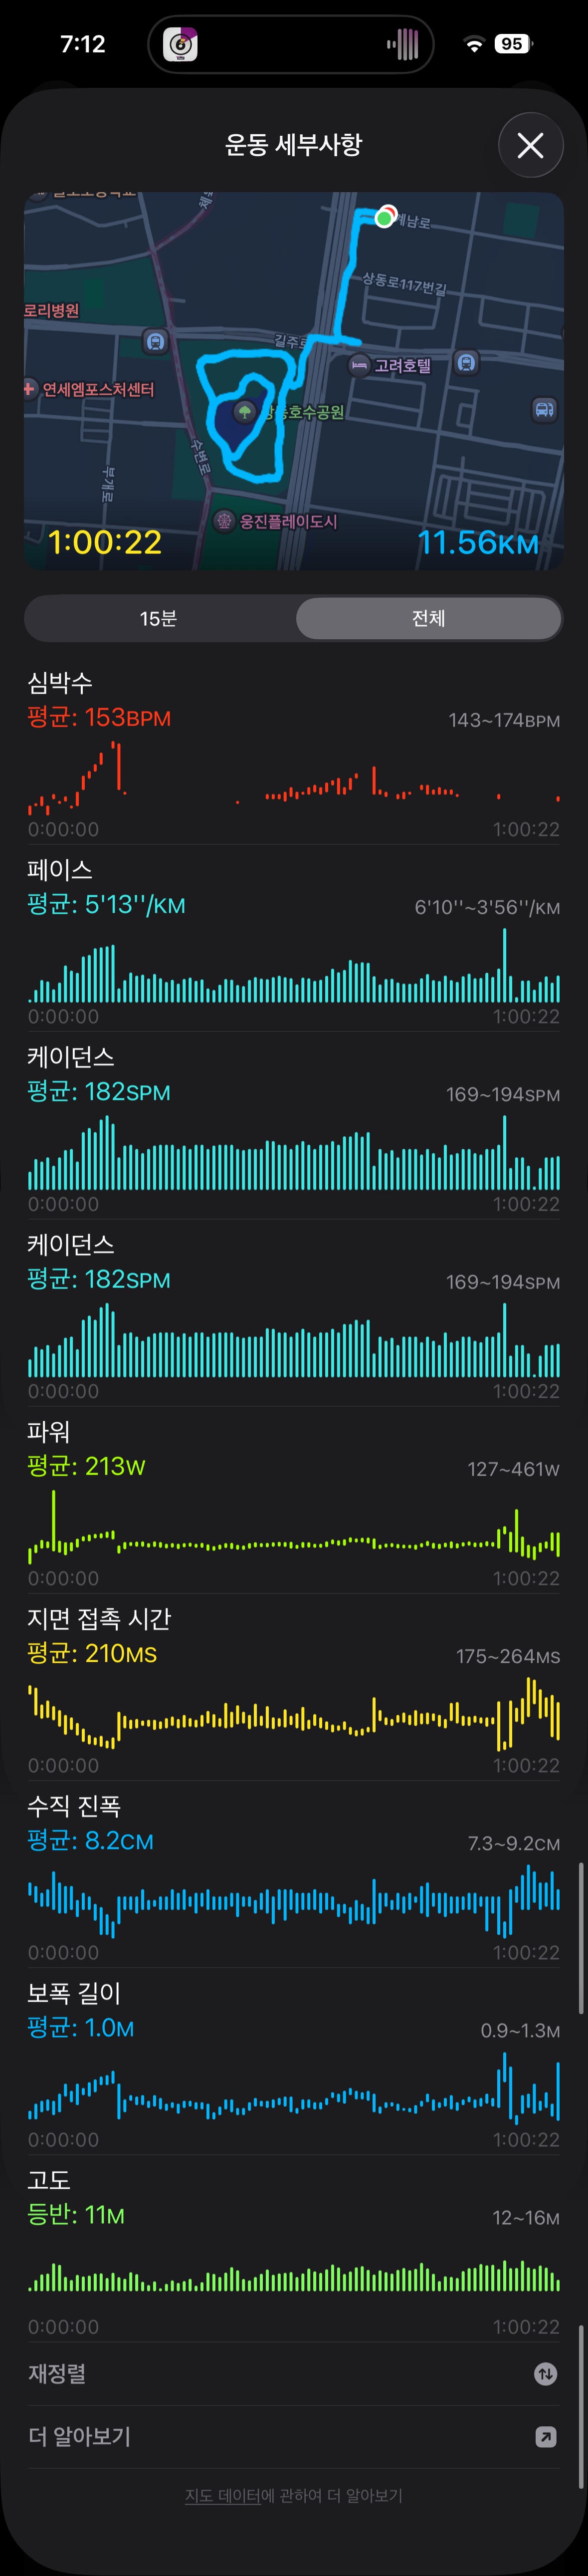 7:12
95
운동 세부사항
계남로
상동로117번길
로리병원
길주로
고려호텔
연세엠포스처센터
상동호수공원
수변로
부개로
웅진플레이도시
1:00:22
11.56KM
15분
전체
심박수
평균: 153BPM
143~174BPM
0:00:00
1:00:22
페이스
평균: 5'13''/KM
6'10''~3'56''/KM
0:00:00
1:00:22
케이던스
평균: 182SPM
169~194SPM
0:00:00
1:00:22
케이던스
평균: 182SPM
169~194SPM
0:00:00
1:00:22
파워
평균: 213W
127~461W
0:00:00
1:00:22
지면 접촉 시간
평균: 210MS
175~264MS
0:00:00
1:00:22
수직 진폭
평균: 8.2CM
7.3~9.2CM
0:00:00
1:00:22
보폭 길이
평균: 1.0M
0.9~1.3M
0:00:00
1:00:22
고도
등반: 11M
12~16M
0:00:00
1:00:22
재정렬
더 알아보기
지도 데이터에 관하여 더 알아보기